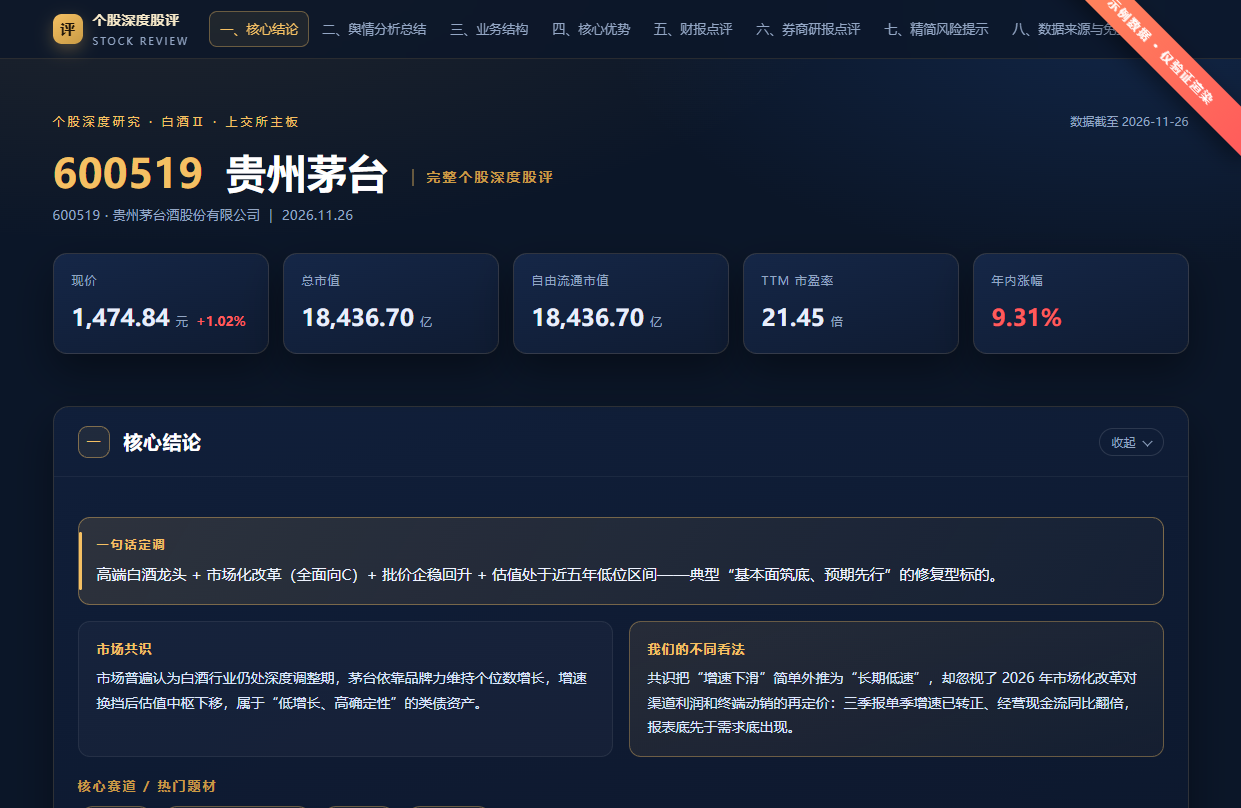 评
个股深度股评
STOCK REVIEW
一、核心结论
二、舆情分析总结
三、业务结构
四、核心优势
五、财报点评
六、券商研报点评
七、精简风险提示
八、数据来源与免
示例数据 · 仅验证渲染
个股深度研究 · 白酒Ⅱ · 上交所主板
数据截至 2026-11-26
600519 贵州茅台 | 完整个股深度股评
600519 · 贵州茅台酒股份有限公司 | 2026.11.26
现价
1,474.84 元 +1.02%
总市值
18,436.70 亿
自由流通市值
18,436.70 亿
TTM 市盈率
21.45 倍
年内涨幅
9.31%
一 核心结论
收起
一句话定调
高端白酒龙头 + 市场化改革（全面向C）+ 批价企稳回升 + 估值处于近五年低位区间——典型“基本面筑底、预期先行”的修复型标的。
市场共识
市场普遍认为白酒行业仍处深度调整期，茅台依靠品牌力维持个位数增长，增速
换挡后估值中枢下移，属于“低增长、高确定性”的类债资产。
我们的不同看法
共识把“增速下滑”简单外推为“长期低速”，却忽视了 2026 年市场化改革对
渠道利润和终端动销的再定价：三季报单季增速已转正、经营现金流同比翻倍，
报表底先于需求底出现。
核心赛道 / 热门题材